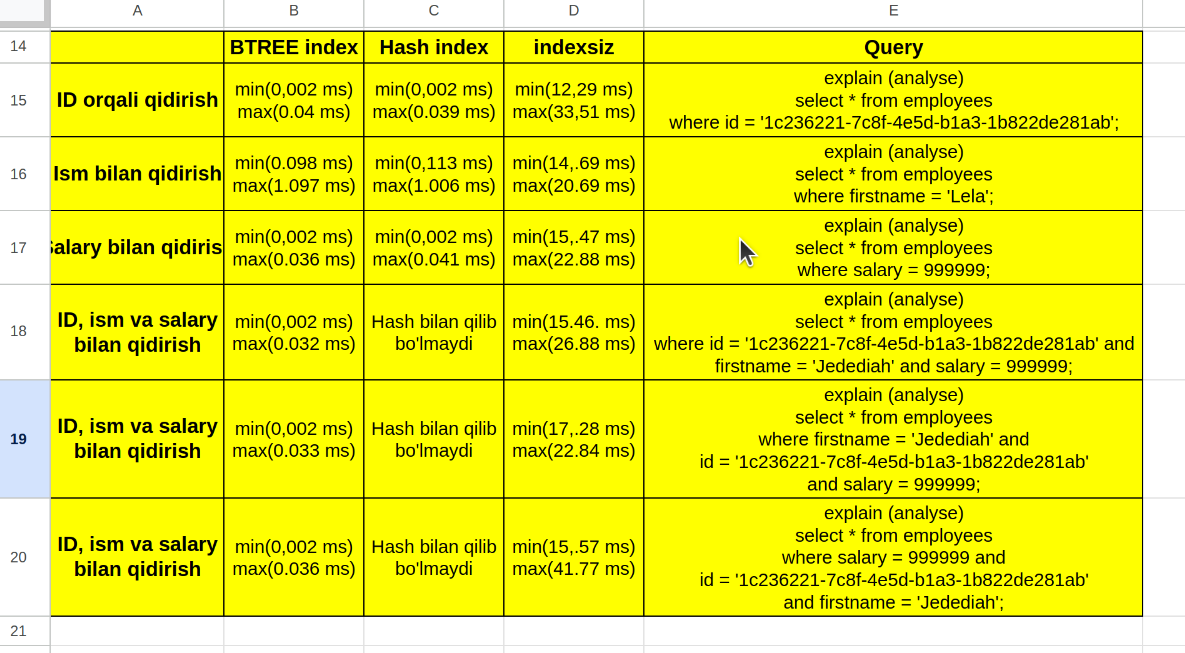 A B C D E
14 BTREE index Hash index indexsiz Query
15 ID orqali qidirish
min(0,002 ms)
max(0.04 ms)
min(0,002 ms)
max(0.039 ms)
min(12,29 ms)
max(33,51 ms)
explain (analyse)
select * from employees
where id = '1c236221-7c8f-4e5d-b1a3-1b822de281ab';
16 Ism bilan qidirish
min(0.098 ms)
max(1.097 ms)
min(0,113 ms)
max(1.006 ms)
min(14,.69 ms)
max(20.69 ms)
explain (analyse)
select * from employees
where firstname = 'Lela';
17 Salary bilan qidiris
min(0,002 ms)
max(0.036 ms)
min(0,002 ms)
max(0.041 ms)
min(15,.47 ms)
max(22.88 ms)
explain (analyse)
select * from employees
where salary = 999999;
18 ID, ism va salary
bilan qidirish
min(0,002 ms)
max(0.032 ms)
Hash bilan qilib
bo'lmaydi
min(15.46. ms)
max(26.88 ms)
explain (analyse)
select * from employees
where id = '1c236221-7c8f-4e5d-b1a3-1b822de281ab' and
firstname = 'Jedediah' and salary = 999999;
19 ID, ism va salary
bilan qidirish
min(0,002 ms)
max(0.033 ms)
Hash bilan qilib
bo'lmaydi
min(17,.28 ms)
max(22.84 ms)
explain (analyse)
select * from employees
where firstname = 'Jedediah' and
id = '1c236221-7c8f-4e5d-b1a3-1b822de281ab'
and salary = 999999;
20 ID, ism va salary
bilan qidirish
min(0,002 ms)
max(0.036 ms)
Hash bilan qilib
bo'lmaydi
min(15,.57 ms)
max(41.77 ms)
explain (analyse)
select * from employees
where salary = 999999 and
id = '1c236221-7c8f-4e5d-b1a3-1b822de281ab'
and firstname = 'Jedediah';
21